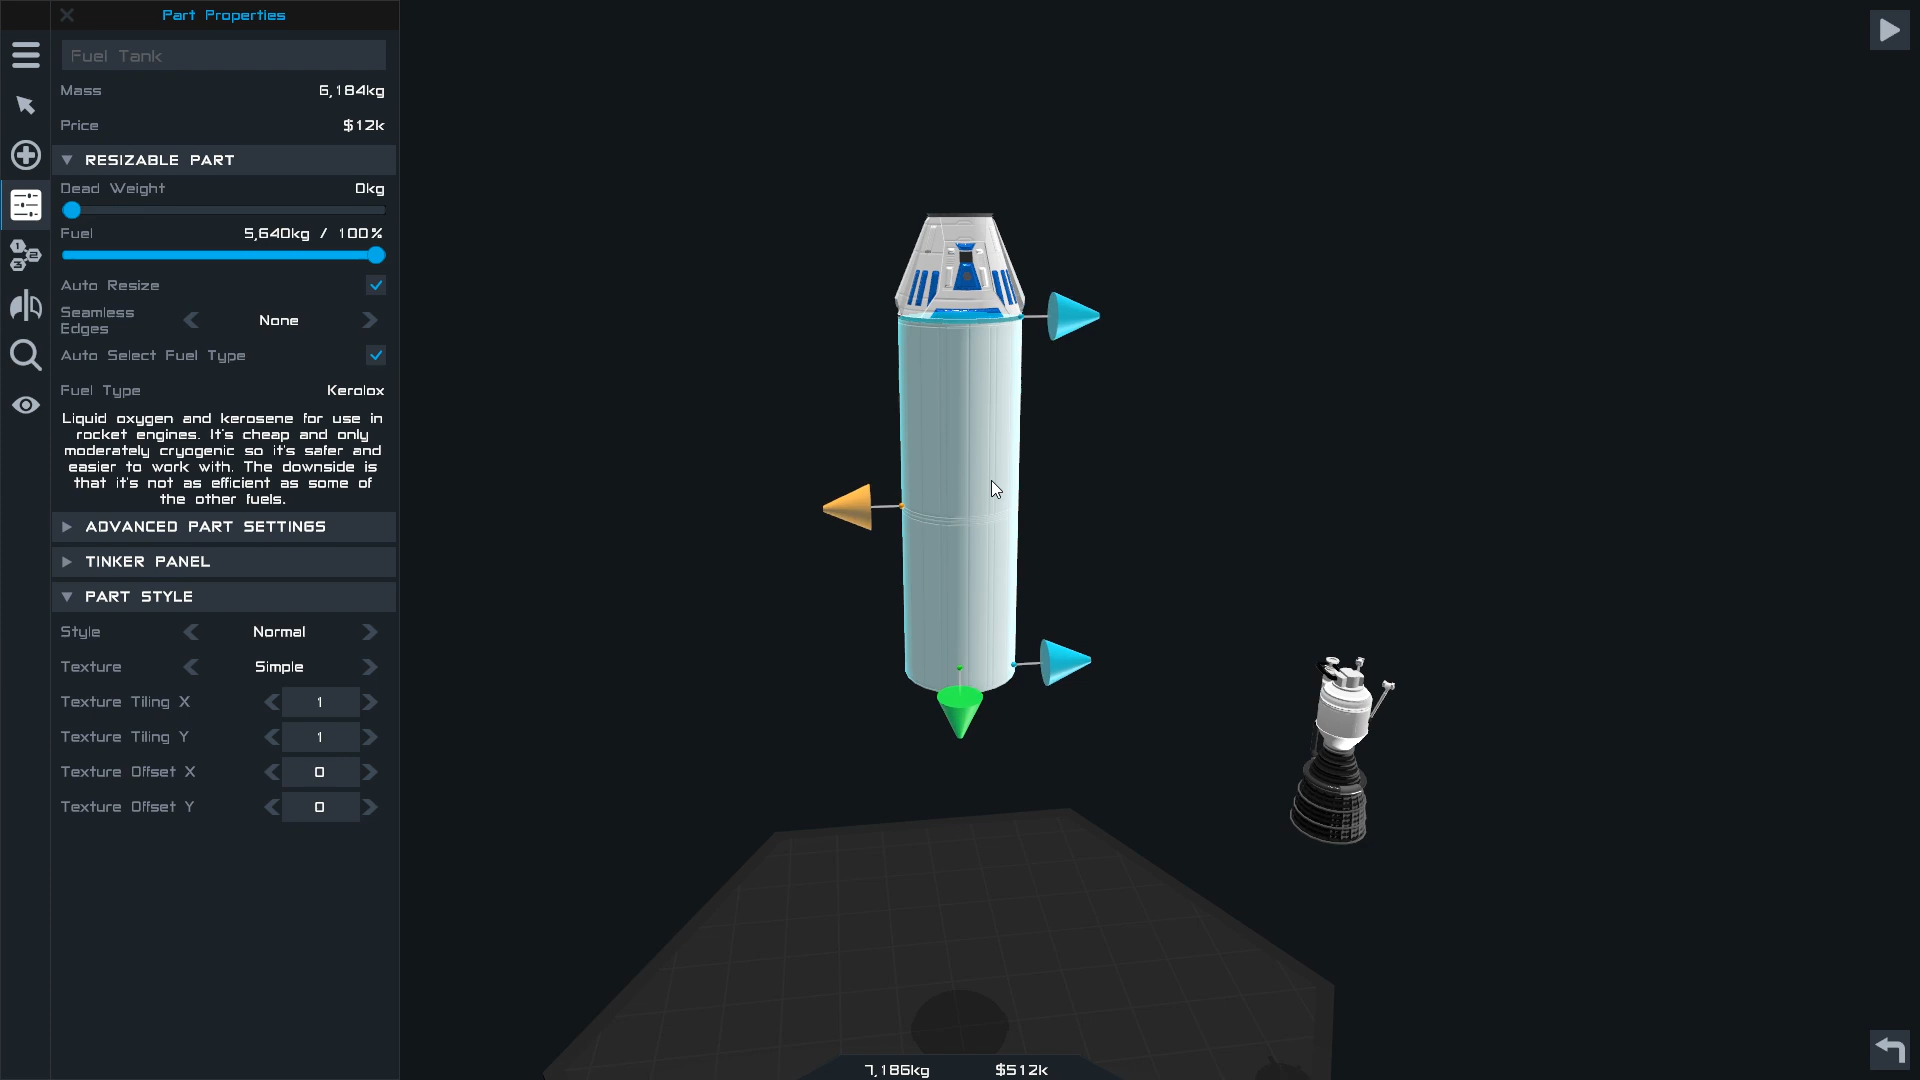 Part Properties
Fuel Tank
Mass 6,184kg
Price $12k
RESIZABLE PART
Dead Weight 0kg
Fuel 5,640kg / 100%
Auto Resize
Seamless
Edges
None
Auto Select Fuel Type
Fuel Type Kerolox
Liquid oxygen and kerosene for use in
rocket engines. It's cheap and only
moderately cryogenic so it's safer and
easier to work with. The downside is
that it's not as efficient as some of
the other fuels.
ADVANCED PART SETTINGS
TINKER PANEL
PART STYLE
Style Normal
Texture Simple
Texture Tiling X 1
Texture Tiling Y 1
Texture Offset X 0
Texture Offset Y 0
7,186kg $512k